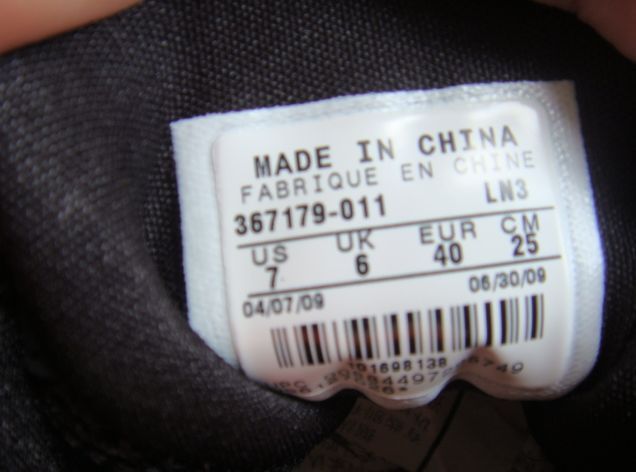 MADE IN CHINA
FABRIQUE EN CHINE
367179-011 LN3
US UK EUR CM
7 6 40 25
04/07/09 06/30/09